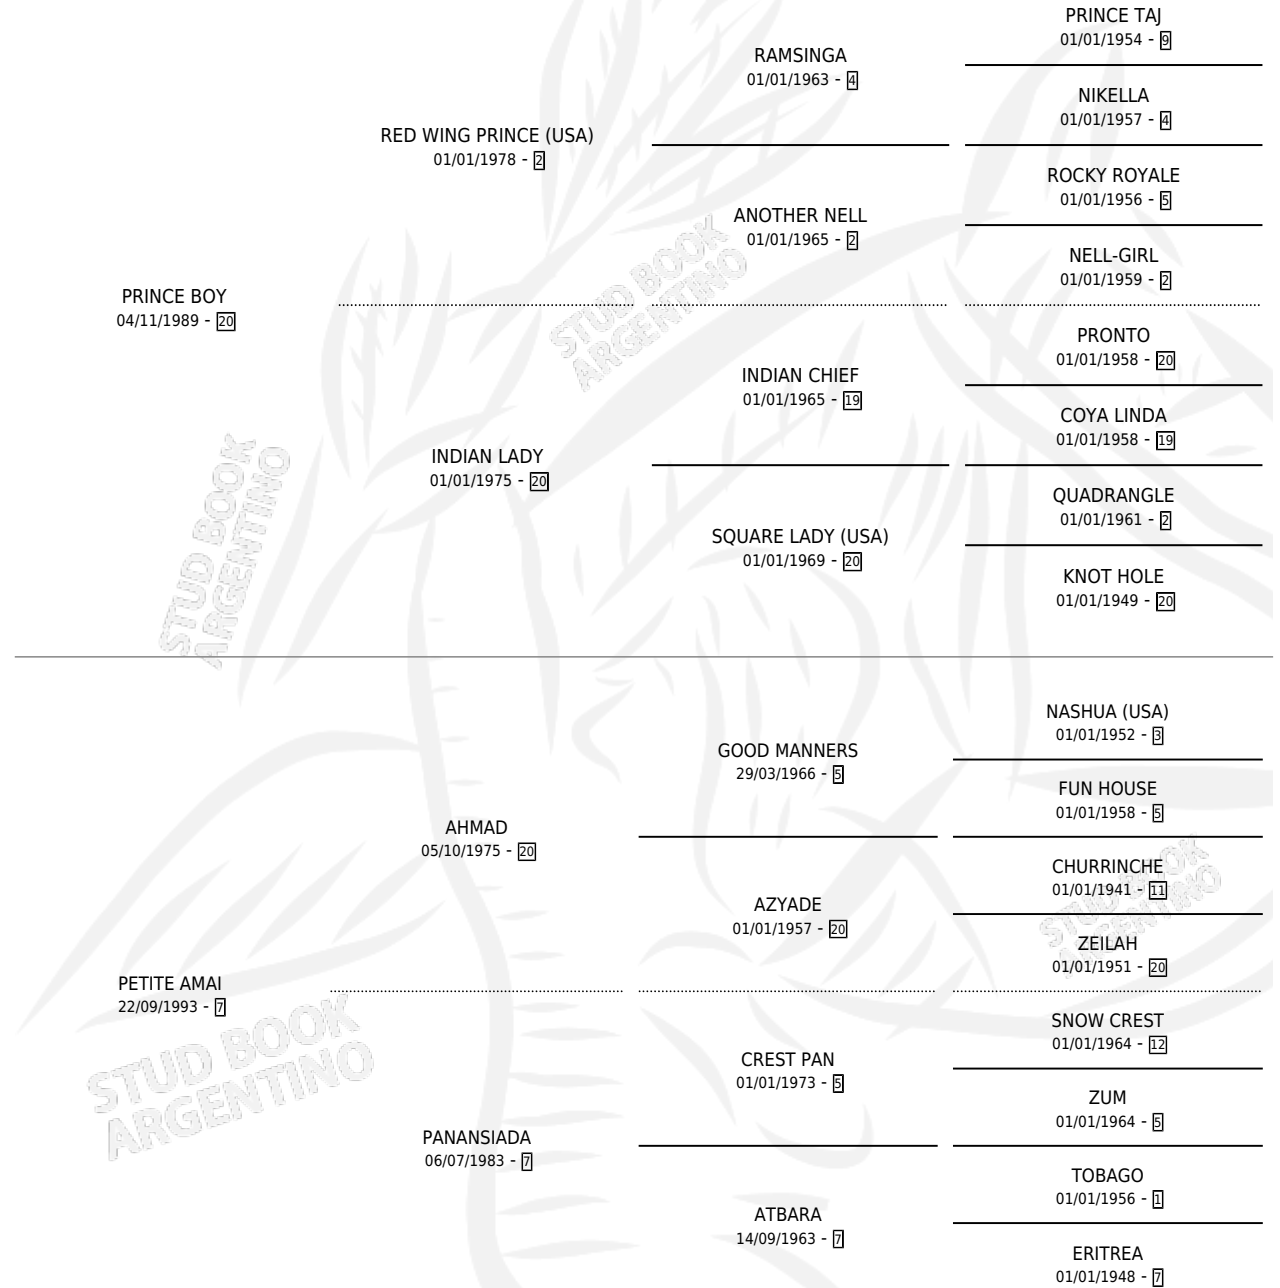 PRINCE TAJ
01/01/1954 - 9
RAMSINGA
01/01/1963 - 4
NIKELLA
01/01/1957 - 4
RED WING PRINCE (USA)
01/01/1978 - 2
ROCKY ROYALE
01/01/1956 - 5
ANOTHER NELL
01/01/1965 - 2
NELL-GIRL
01/01/1959 - 2
PRINCE BOY
04/11/1989 - 20
PRONTO
01/01/1958 - 20
INDIAN CHIEF
01/01/1965 - 19
COYA LINDA
01/01/1958 - 19
INDIAN LADY
01/01/1975 - 20
QUADRANGLE
01/01/1961 - 2
SQUARE LADY (USA)
01/01/1969 - 20
KNOT HOLE
01/01/1949 - 20
NASHUA (USA)
01/01/1952 - 3
GOOD MANNERS
29/03/1966 - 5
FUN HOUSE
01/01/1958 - 5
AHMAD
05/10/1975 - 20
CHURRINCHE
01/01/1941 - 11
AZYADE
01/01/1957 - 20
ZEILAH
01/01/1951 - 20
PETITE AMAI
22/09/1993 - 7
SNOW CREST
01/01/1964 - 12
CREST PAN
01/01/1973 - 5
ZUM
01/01/1964 - 5
PANANSIADA
06/07/1983 - 7
TOBAGO
01/01/1956 - 1
ATBARA
14/09/1963 - 7
ERITREA
01/01/1948 - 7
STUD BOOK
ARGENTINO
STUD BOOK
ARGENTINO
STUD BOOK
ARGENTINO
STUD BOOK
ARGENTINO